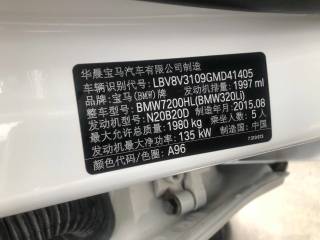 华晨宝马汽车有限公司制造
车辆识别代号: LBV8V3109GMD41405
品牌: 宝马(BMW)牌 发动机排量: 1997 ml
整车型号: BMW7200HL(BMW320Li)
发动机型号: N20B20D 制造年月: 2015.08
最大允许总质量: 1980 kg 乘坐人数: 5 人
发动机最大净功率: 135 kW 制造国: 中国
颜色代码/色圈: A96